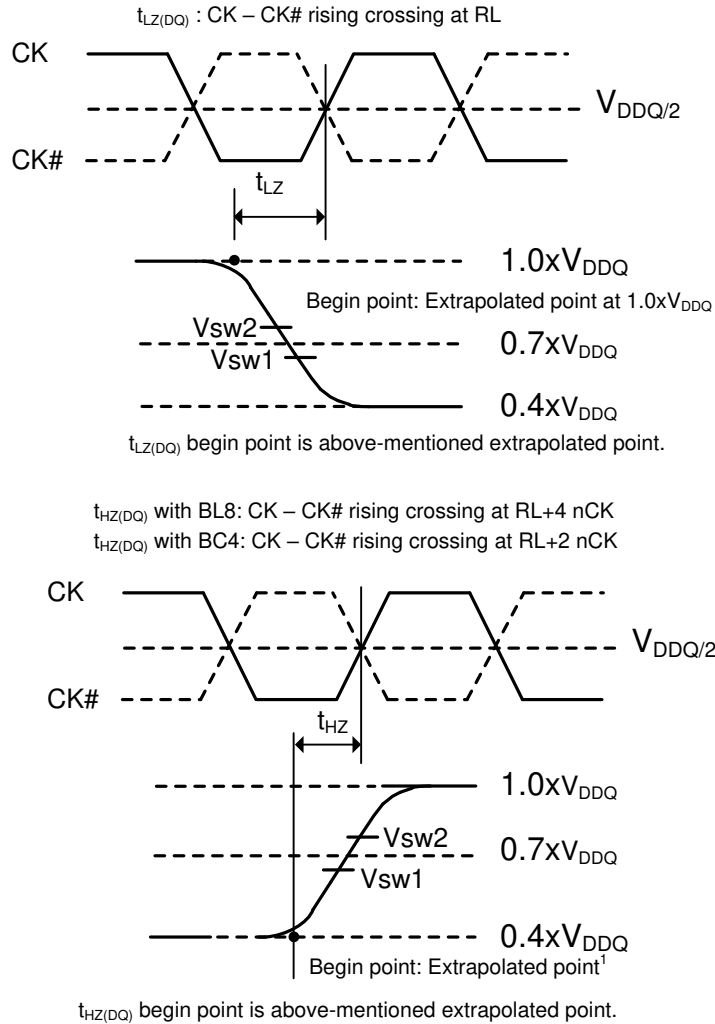 tLZ(DQ) : CK – CK# rising crossing at RL
CK
VDDQ/2
CK#
tLZ
1.0xVDDQ
Begin point: Extrapolated point at 1.0xVDDQ
Vsw2
0.7xVDDQ
Vsw1
0.4xVDDQ
tLZ(DQ) begin point is above-mentioned extrapolated point.
tHZ(DQ) with BL8: CK – CK# rising crossing at RL+4 nCK
tHZ(DQ) with BC4: CK – CK# rising crossing at RL+2 nCK
CK
VDDQ/2
CK#
tHZ
1.0xVDDQ
Vsw2
0.7xVDDQ
Vsw1
0.4xVDDQ
Begin point: Extrapolated point¹
tHZ(DQ) begin point is above-mentioned extrapolated point.